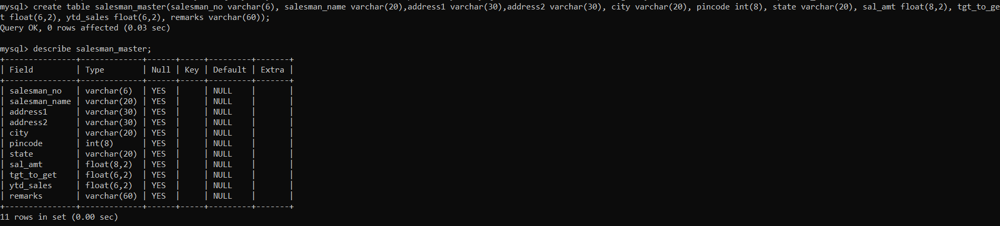 mysql> create table salesman_master(salesman_no varchar(6), salesman_name varchar(20),address1 varchar(30),address2 varchar(30), city varchar(20), pincode int(8), state varchar(20), sal_amt float(8,2), tgt_to_ge
t float(6,2), ytd_sales float(6,2), remarks varchar(60));
Query OK, 0 rows affected (0.03 sec)

mysql> describe salesman_master;
+---------------+-------------+------+-----+---------+-------+
| Field         | Type        | Null | Key | Default | Extra |
+---------------+-------------+------+-----+---------+-------+
| salesman_no   | varchar(6)  | YES  |     | NULL    |       |
| salesman_name | varchar(20) | YES  |     | NULL    |       |
| address1      | varchar(30) | YES  |     | NULL    |       |
| address2      | varchar(30) | YES  |     | NULL    |       |
| city          | varchar(20) | YES  |     | NULL    |       |
| pincode       | int(8)      | YES  |     | NULL    |       |
| state         | varchar(20) | YES  |     | NULL    |       |
| sal_amt       | float(8,2)  | YES  |     | NULL    |       |
| tgt_to_get    | float(6,2)  | YES  |     | NULL    |       |
| ytd_sales     | float(6,2)  | YES  |     | NULL    |       |
| remarks       | varchar(60) | YES  |     | NULL    |       |
+---------------+-------------+------+-----+---------+-------+
11 rows in set (0.00 sec)